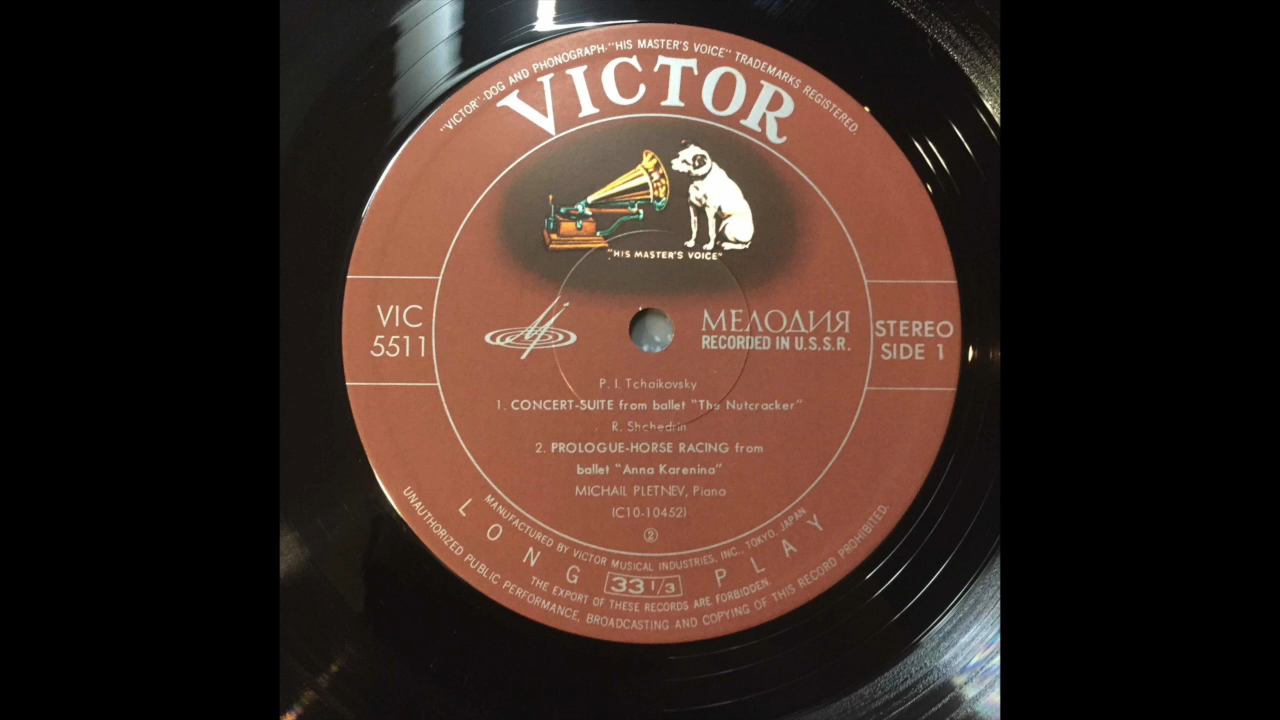 "VICTOR"-DOG AND PHONOGRAPH-"HIS MASTER'S VOICE" TRADEMARKS REGISTERED.
VICTOR
"HIS MASTER'S VOICE"
VIC
5511
МЕЛОДИЯ
RECORDED IN U.S.S.R.
STEREO
SIDE 1
P. I. Tchaikovsky
1. CONCERT-SUITE from ballet "The Nutcracker"
R. Shchedrin
2. PROLOGUE-HORSE RACING from
ballet "Anna Karenina"
MICHAIL PLETNEV, Piano
(C10-10452)
②
MANUFACTURED BY VICTOR MUSICAL INDUSTRIES, INC., TOKYO, JAPAN
LONG 33 1/3 PLAY
THE EXPORT OF THESE RECORDS ARE FORBIDDEN.
UNAUTHORIZED PUBLIC PERFORMANCE, BROADCASTING AND COPYING OF THIS RECORD PROHIBITED.